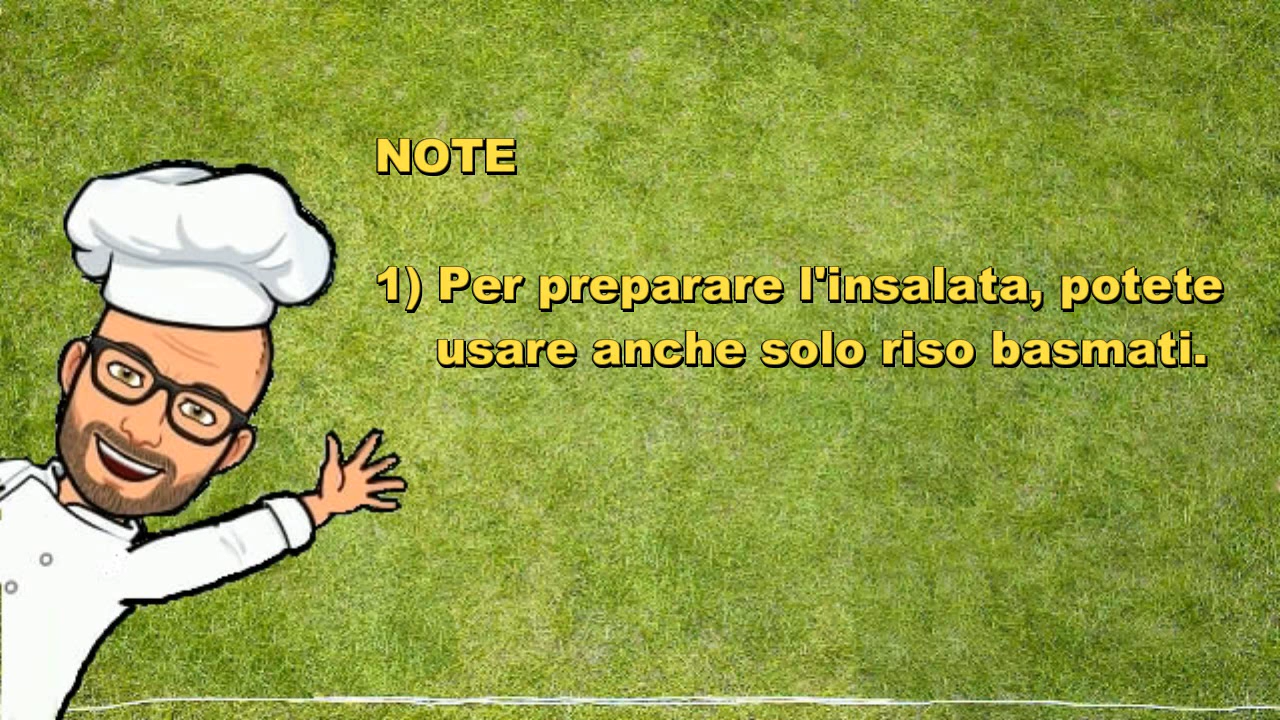 NOTE
1) Per preparare l'insalata, potete
usare anche solo riso basmati.